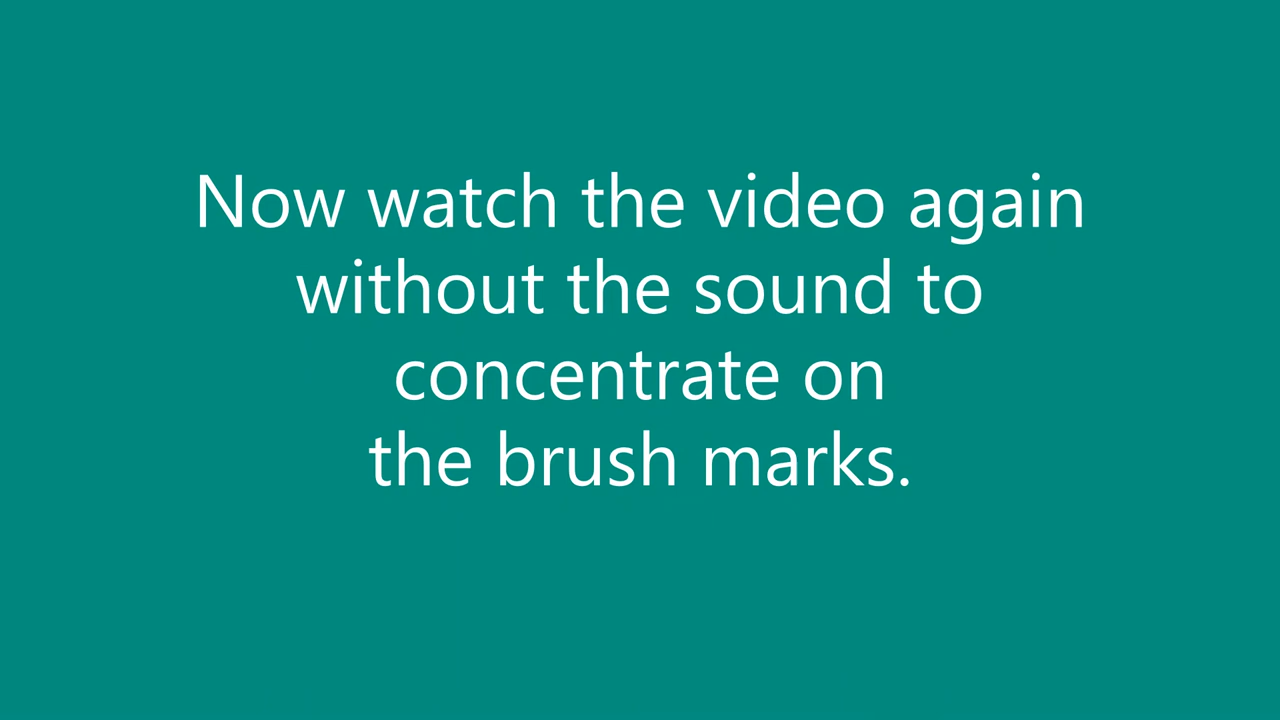 Now watch the video again
without the sound to
concentrate on
the brush marks.